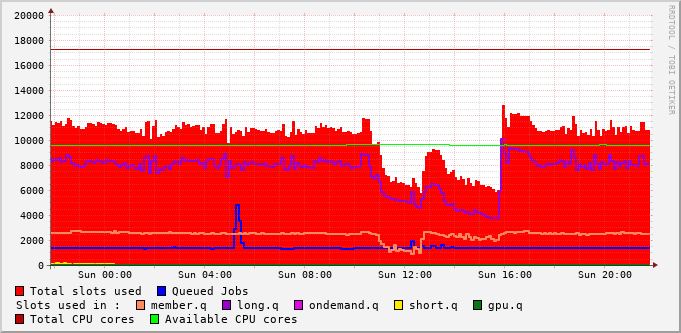 20000
18000
16000
14000
12000
10000
8000
6000
4000
2000
0
Sun 00:00 Sun 04:00 Sun 08:00 Sun 12:00 Sun 16:00 Sun 20:00
RRDTOOL / TOBI OETIKER
Total slots used Queued Jobs
Slots used in : member.q long.q ondemand.q short.q gpu.q
Total CPU cores Available CPU cores